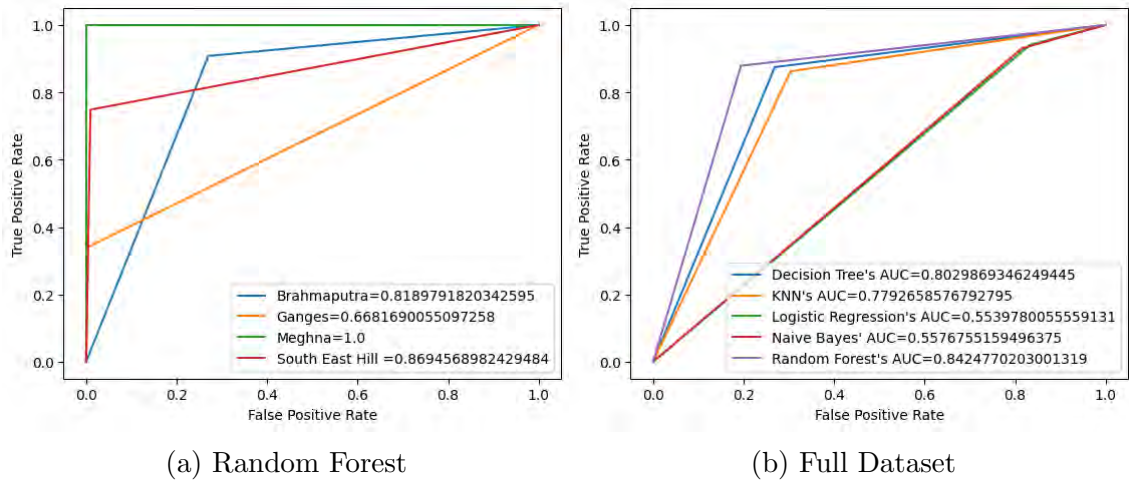 1.0
0.8
0.6
0.4
0.2
0.0
True Positive Rate
Brahmaputra=0.8189791820342595
Ganges=0.6681690055097258
Meghna=1.0
South East Hill =0.8694568982429484
0.0 0.2 0.4 0.6 0.8 1.0
False Positive Rate
(a) Random Forest
1.0
0.8
0.6
0.4
0.2
0.0
True Positive Rate
Decision Tree's AUC=0.8029869346249445
KNN's AUC=0.7792658576792795
Logistic Regression's AUC=0.5539780055559131
Naive Bayes' AUC=0.5576755159496375
Random Forest's AUC=0.8424770203001319
0.0 0.2 0.4 0.6 0.8 1.0
False Positive Rate
(b) Full Dataset